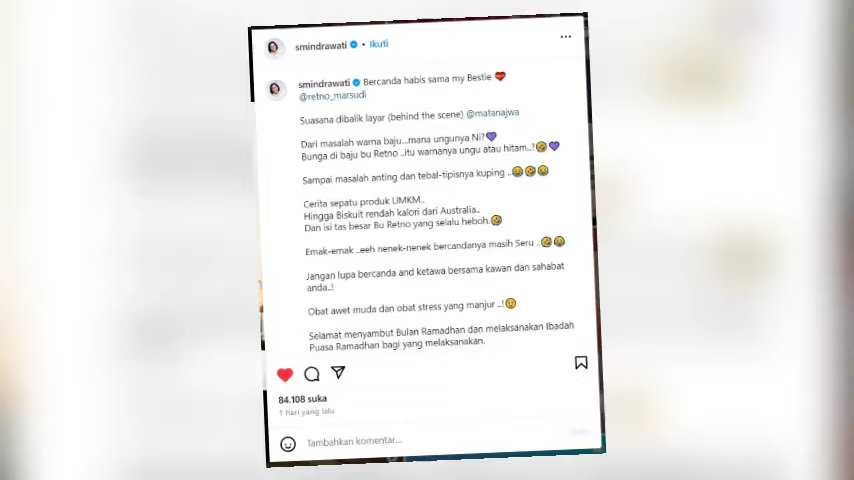 smindrawati • Ikuti
smindrawati Bercanda habis sama my Bestie
@retno_marsudi
Suasana dibalik layar (behind the scene) @matanajwa
Dari masalah warna baju...mana ungunya Ni?💜
Bunga di baju bu Retno ..itu warnanya ungu atau hitam..?🤣💜
Sampai masalah anting dan tebal-tipisnya kuping ..😂🤣😂
Cerita sepatu produk UMKM..
Hingga Biskuit rendah kalori dari Australia..
Dan isi tas besar Bu Retno yang selalu heboh.🤣
Emak-emak ..eeh nenek-nenek bercandanya masih Seru ..🤣😂
Jangan lupa bercanda and ketawa bersama kawan dan sahabat
anda..!
Obat awet muda dan obat stress yang manjur ..!
Selamat menyambut Bulan Ramadhan dan melaksanakan Ibadah
Puasa Ramadhan bagi yang melaksanakan.
84.108 suka
1 hari yang lalu
Tambahkan komentar...